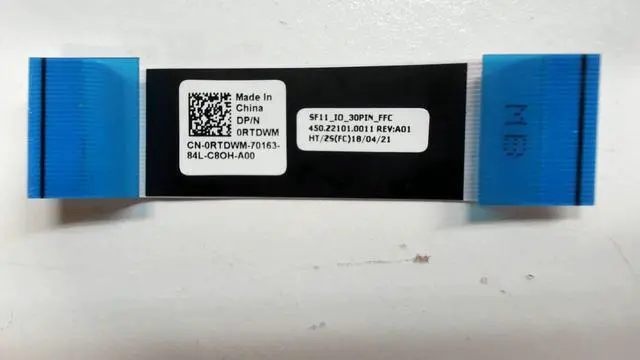 Made In
China
DP/N
0RTDWM
CN-0RTDWM-70163-
84L-C8OH-A00
SF11_IO_30PIN_FFC
450.22101.0011 REV:A01
HT/ZS(FC)18/04/21
MB